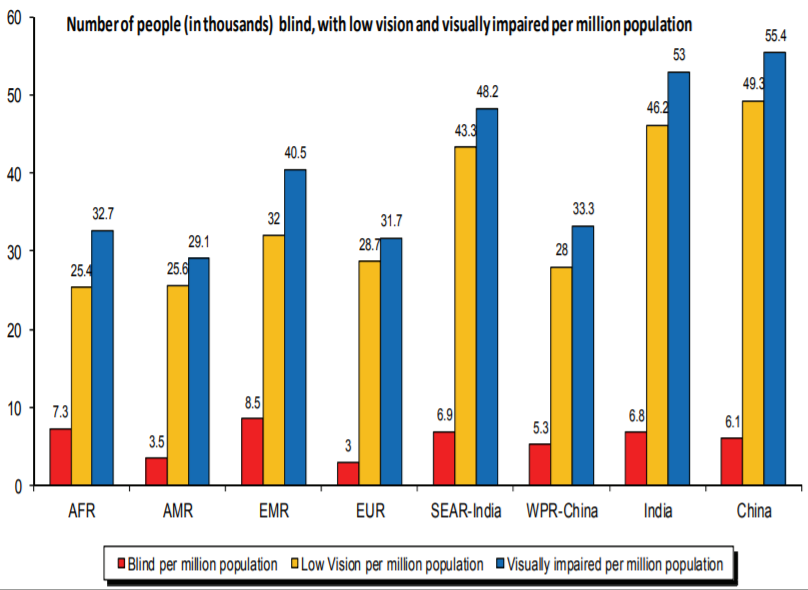 Number of people (in thousands) blind, with low vision and visually impaired per million population
60
50
40
30
20
10
0
7.3
25.4
32.7
3.5
25.6
29.1
8.5
32
40.5
3
28.7
31.7
6.9
43.3
48.2
5.3
28
33.3
6.8
46.2
53
6.1
49.3
55.4
AFR
AMR
EMR
EUR
SEAR-India
WPR-China
India
China
Blind per million population
Low Vision per million population
Visually impaired per million population